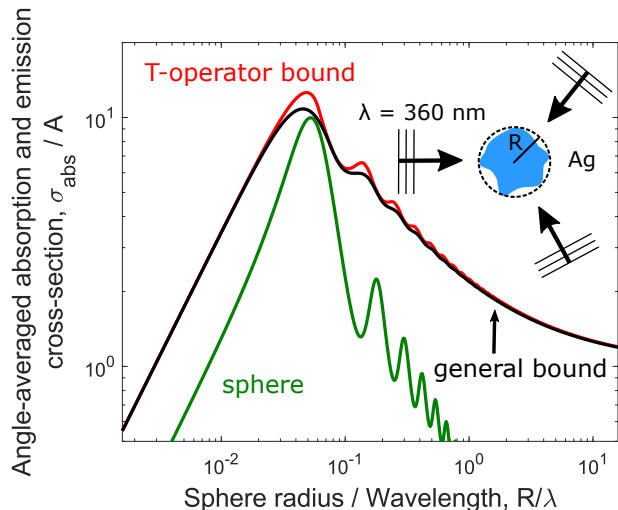 Angle-averaged absorption and emission
cross-section, σ_abs / A
10^1
10^0
T-operator bound
λ = 360 nm
R
Ag
sphere
general bound
10^-2
10^-1
10^0
10^1
Sphere radius / Wavelength, R/λ